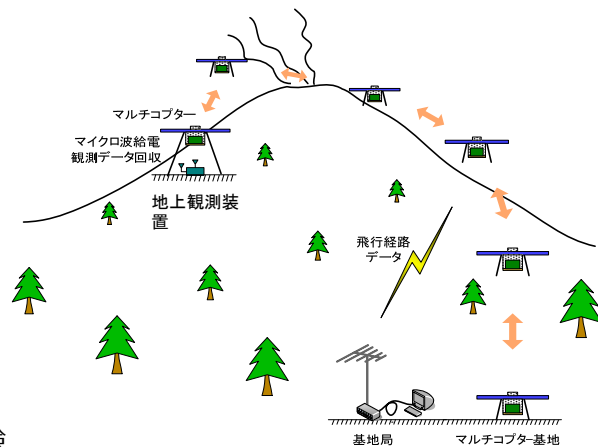 マルチコプター
マイクロ波給電
観測データ回収
地上観測装
置
飛行経路
データ
基地局
マルチコプター基地